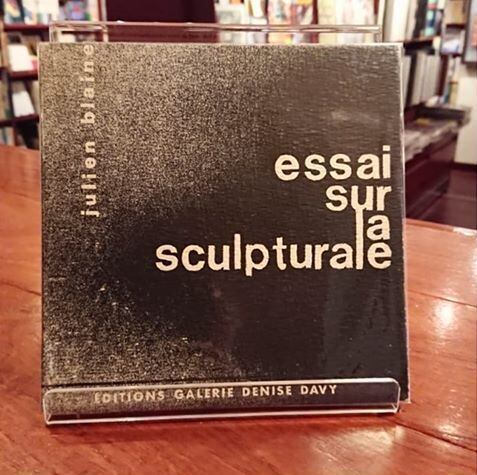 julien blaine
essai
sur
la
sculpturale
EDITIONS GALERIE DENISE DAVY